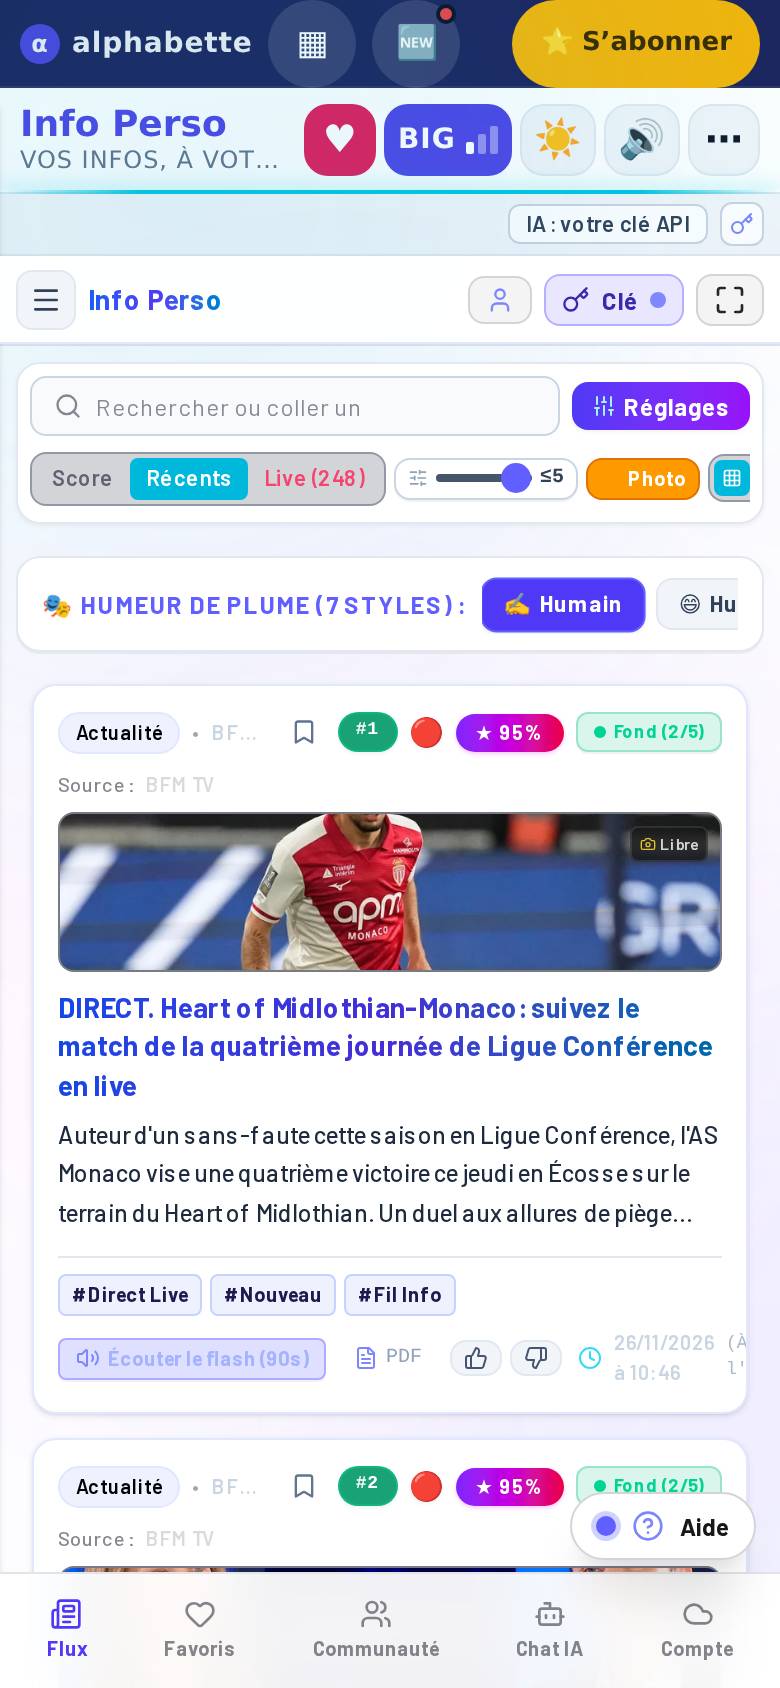 α alphabette NEW ⭐ S’abonner
Info Perso
VOS INFOS, À VOT...
BIG
IA : votre clé API
Info Perso
Clé
Rechercher ou coller un
Réglages
Score Récents Live (248) ≤5 Photo
🎭 HUMEUR DE PLUME (7 STYLES) : ✍️ Humain 😄 Hu
Actualité • BF... #1 ★ 95% Fond (2/5)
Source : BFM TV
Libre
Triangle
intérim
apm
MONACO
GR
DIRECT. Heart of Midlothian-Monaco : suivez le
match de la quatrième journée de Ligue Conférence
en live
Auteur d'un sans-faute cette saison en Ligue Conférence, l'AS
Monaco vise une quatrième victoire ce jeudi en Écosse sur le
terrain du Heart of Midlothian. Un duel aux allures de piège...
#Direct Live #Nouveau #Fil Info
Écouter le flash (90s) PDF 26/11/2026 (À
à 10:46 l'
Actualité • BF... #2 ★ 95% Fond (2/5)
Source : BFM TV
Aide
Flux Favoris Communauté Chat IA Compte